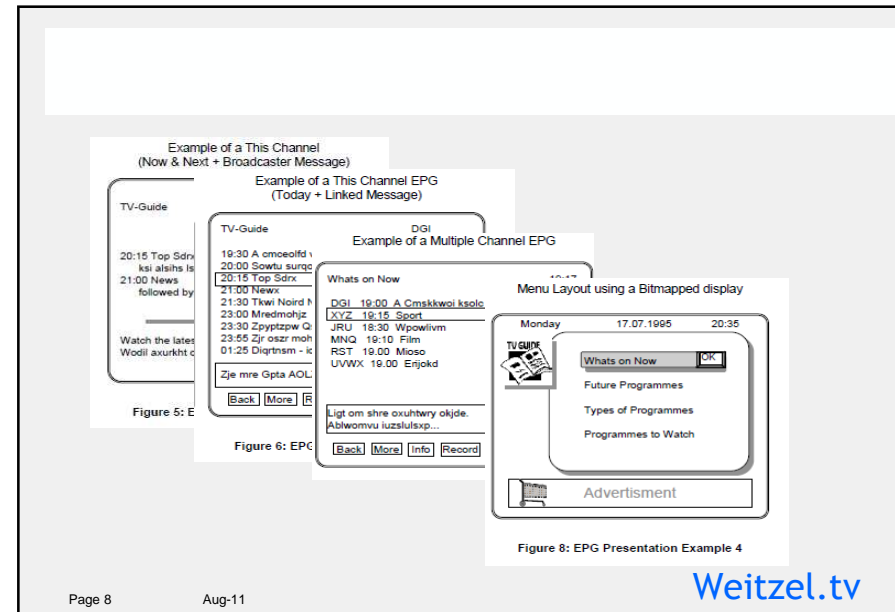 Example of a This Channel
(Now & Next + Broadcaster Message)
TV-Guide
20:15 Top Sdrx
ksi alsihs
21:00 News
followed by
Watch the lates
Wodil axurkht
Figure 5: E
Example of a This Channel EPG
(Today + Linked Message)
TV-Guide DGI
19:30 A cmceolfd
20:00 Sowtu surqc
20:15 Top Sdrx
21:00 Newx
21:30 Tkwi Noird
23:00 Mredmohjz
23:30 Zpyptzpw
23:55 Zjr oszr moh
01:25 Diqrtnsm -
Zje mre Gpta
Back More
Figure 6: EPG
Example of a Multiple Channel EPG
Whats on Now
DGI 19:00 A Cmskkwoi ksolc
XYZ 19:15 Sport
JRU 18:30 Wpowlivm
MNQ 19:10 Film
RST 19.00 Mioso
UVWX 19.00 Erijokd
Ligt om shre oxuhtwry okjde.
Ablwomvu iuzslulsxp...
Back More Info Record
Menu Layout using a Bitmapped display
Monday 17.07.1995 20:35
TV GUIDE
Whats on Now OK
Future Programmes
Types of Programmes
Programmes to Watch
Advertisment
Figure 8: EPG Presentation Example 4
Page 8 Aug-11
Weitzel.tv